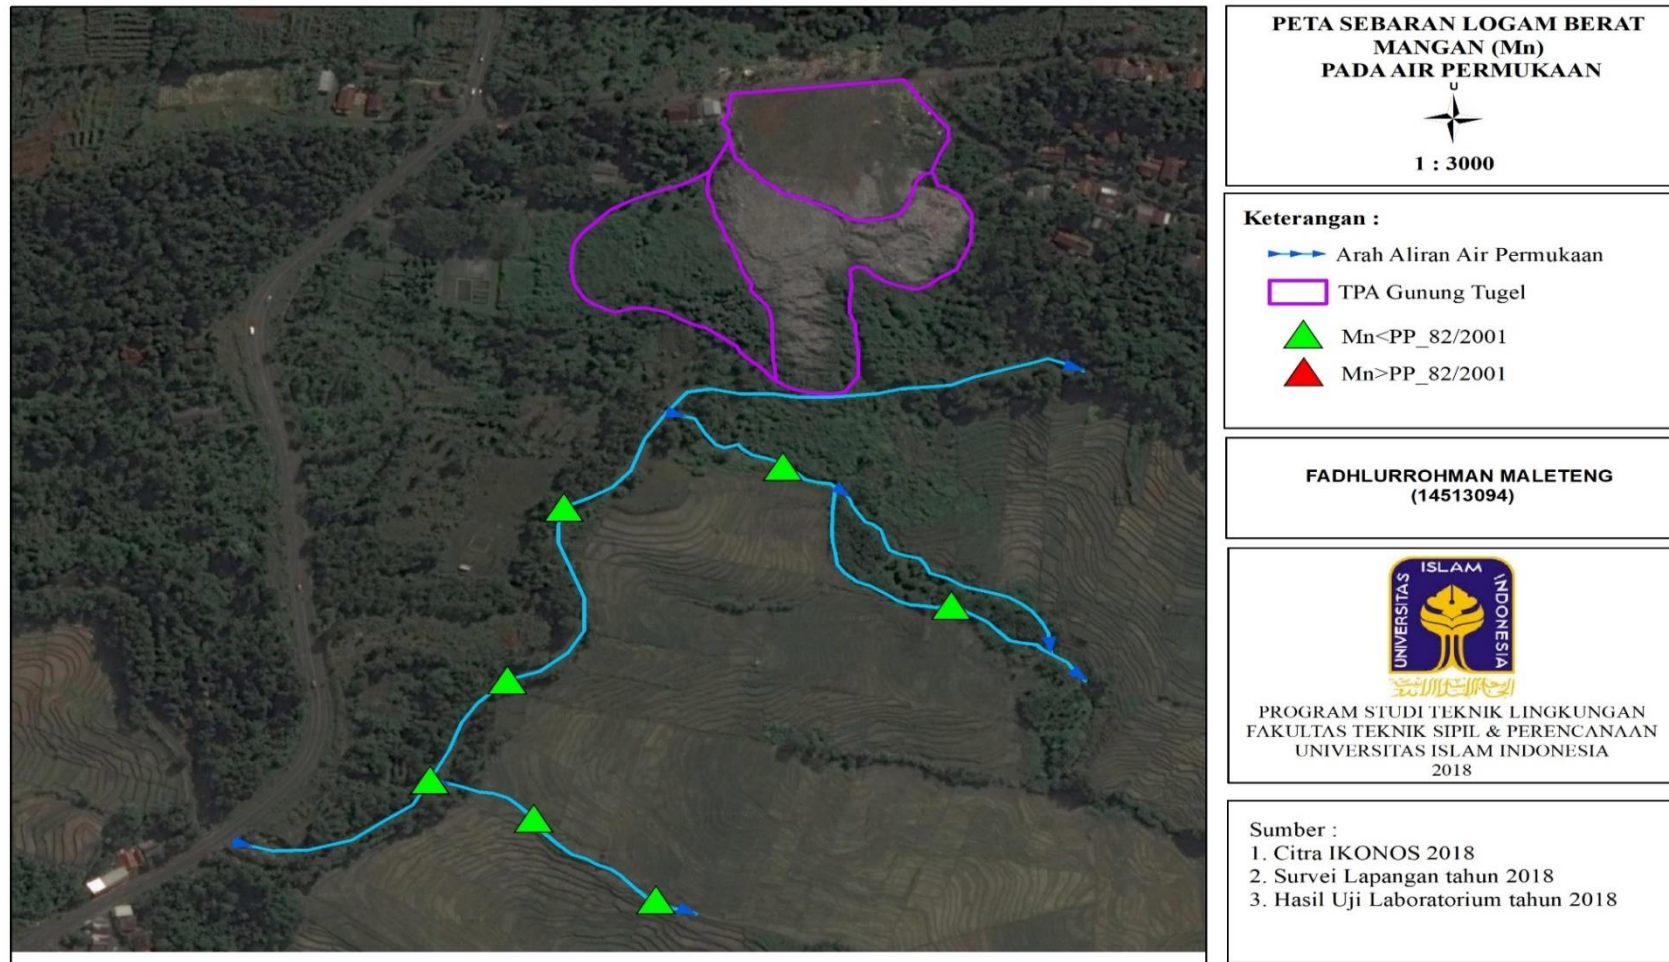 PETA SEBARAN LOGAM BERAT
MANGAN (Mn)
PADA AIR PERMUKAAN
U
1 : 3000
Keterangan :
Arah Aliran Air Permukaan
TPA Gunung Tugel
Mn<PP_82/2001
Mn>PP_82/2001
FADHLURROHMAN MALETENG
(14513094)
UNIVERSITAS
ISLAM
INDONESIA
PROGRAM STUDI TEKNIK LINGKUNGAN
FAKULTAS TEKNIK SIPIL & PERENCANAAN
UNIVERSITAS ISLAM INDONESIA
2018
Sumber :
1. Citra IKONOS 2018
2. Survei Lapangan tahun 2018
3. Hasil Uji Laboratorium tahun 2018